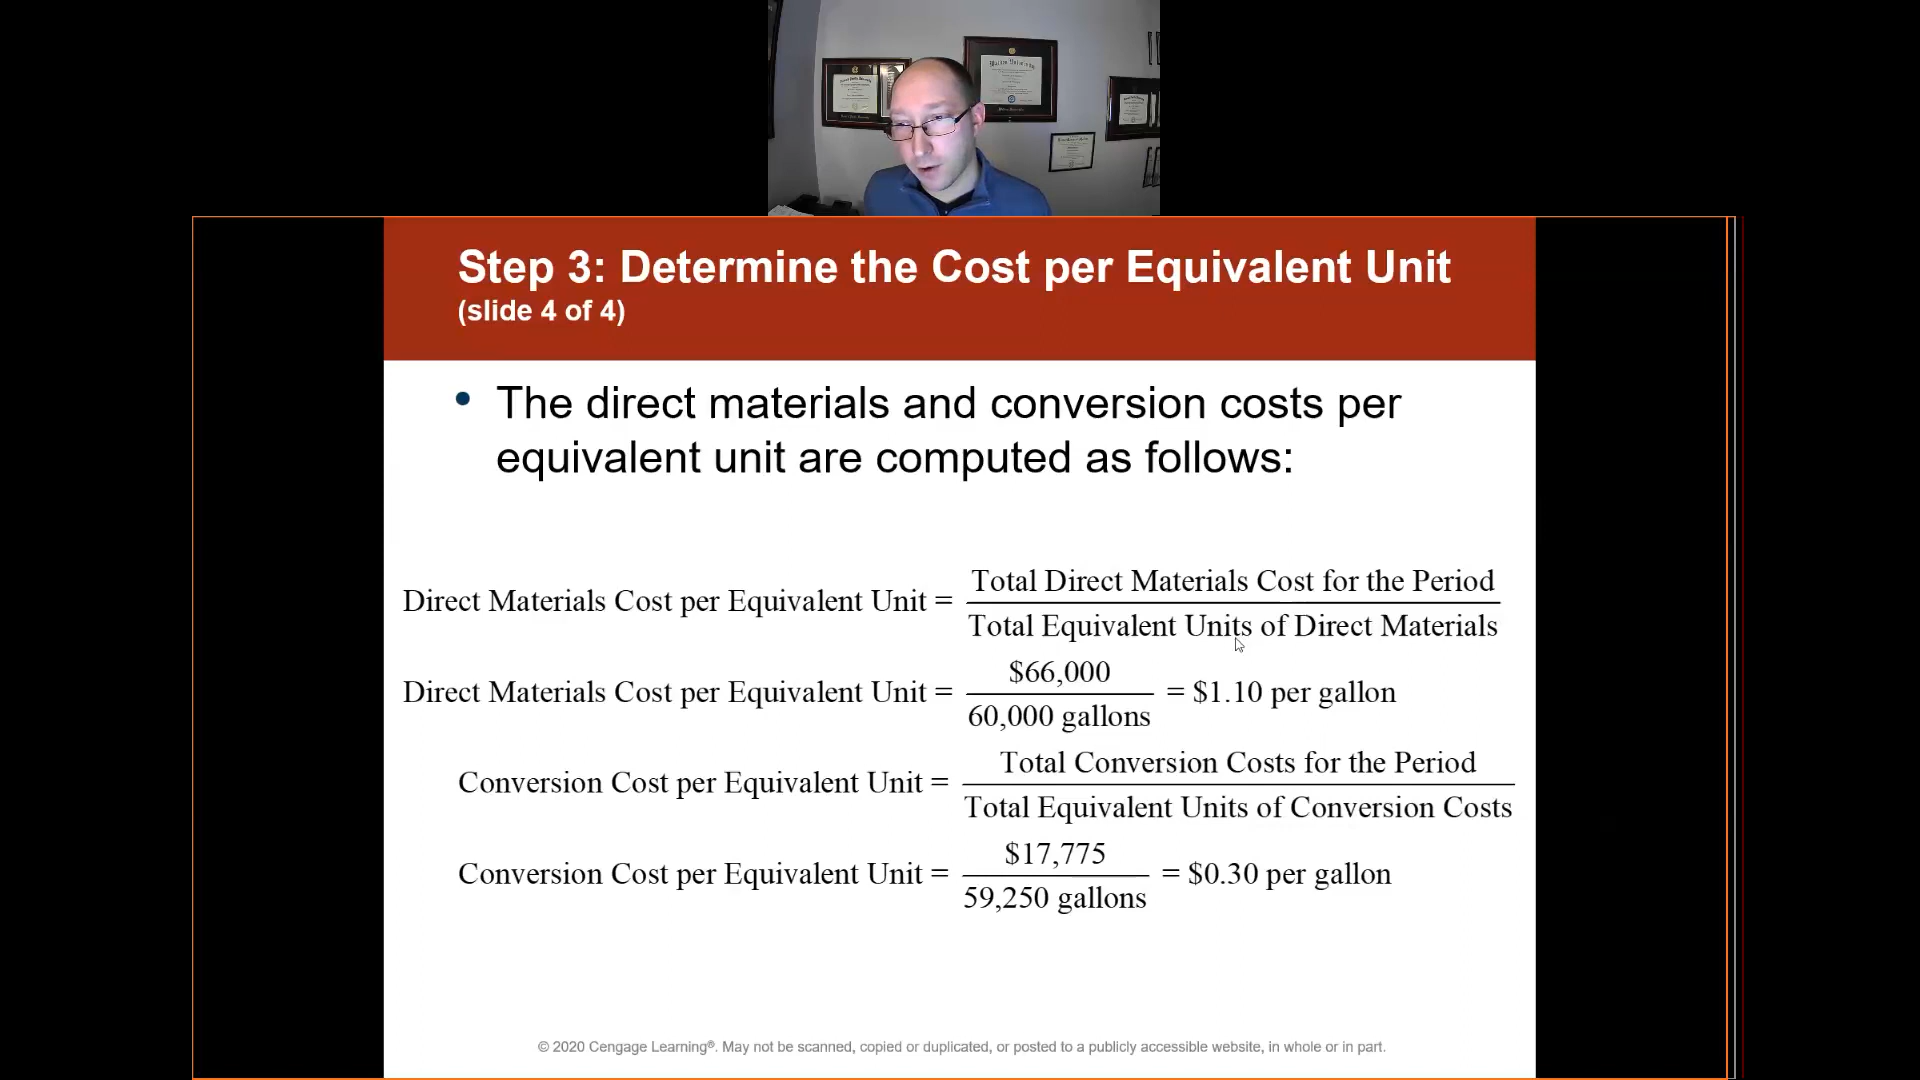 Step 3: Determine the Cost per Equivalent Unit
(slide 4 of 4)
• The direct materials and conversion costs per
equivalent unit are computed as follows:
Direct Materials Cost per Equivalent Unit = Total Direct Materials Cost for the Period
Total Equivalent Units of Direct Materials
Direct Materials Cost per Equivalent Unit = $66,000
60,000 gallons = $1.10 per gallon
Conversion Cost per Equivalent Unit = Total Conversion Costs for the Period
Total Equivalent Units of Conversion Costs
Conversion Cost per Equivalent Unit = $17,775
59,250 gallons = $0.30 per gallon
© 2020 Cengage Learning®. May not be scanned, copied or duplicated, or posted to a publicly accessible website, in whole or in part.